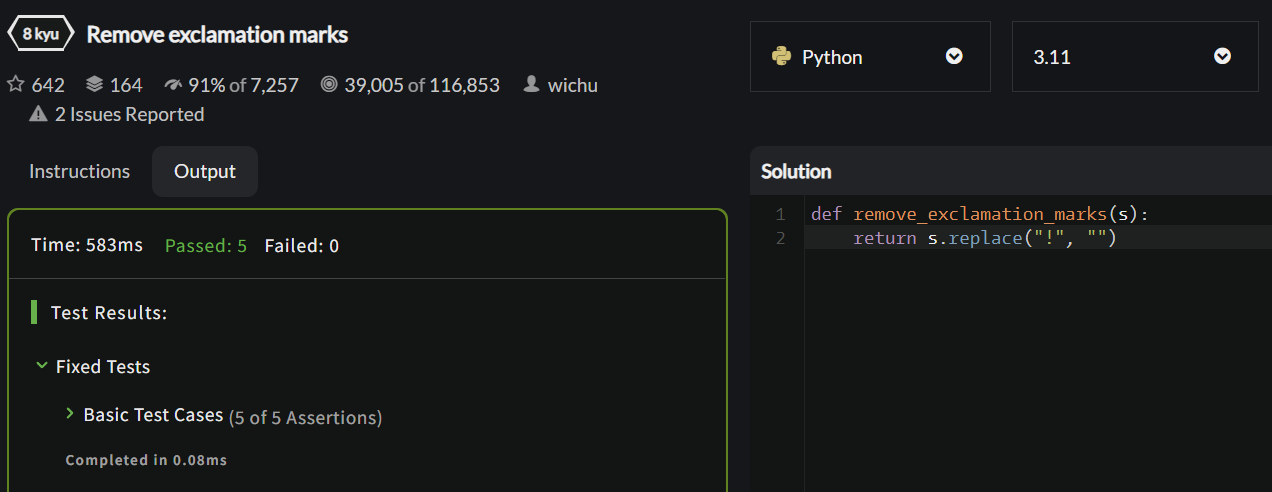 8 kyu Remove exclamation marks
642 164 91% of 7,257 39,005 of 116,853 wichu
2 Issues Reported
Python 3.11
Instructions Output
Time: 583ms Passed: 5 Failed: 0
Test Results:
Fixed Tests
Basic Test Cases (5 of 5 Assertions)
Completed in 0.08ms
Solution
1 def remove_exclamation_marks(s):
2     return s.replace("!", "")